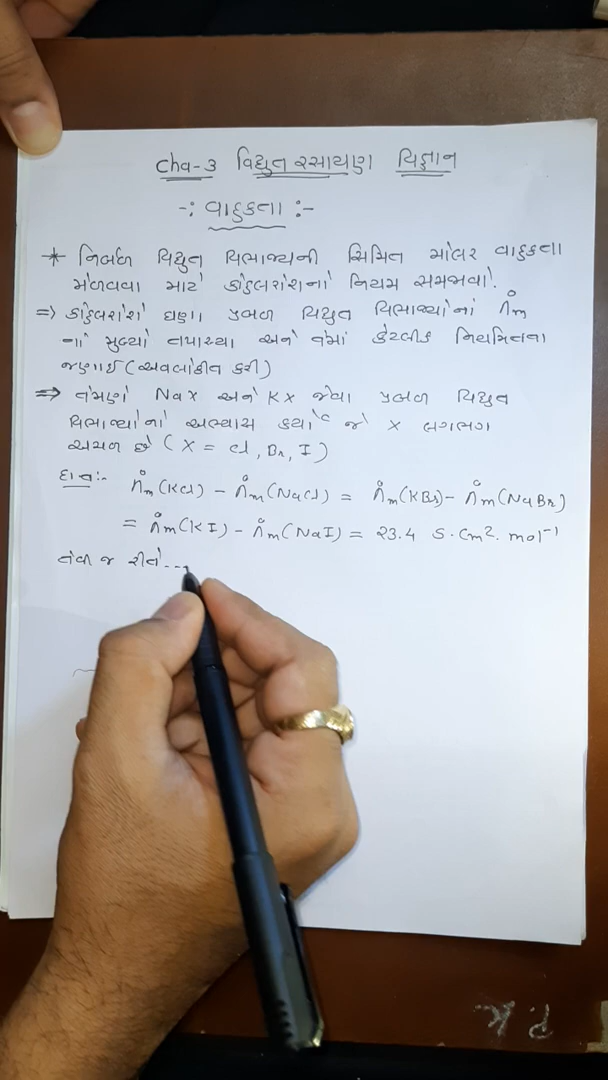 Cha-3 વિદ્યુત રસાયણ વિજ્ઞાન
-: વાહકતા :-
* નિર્બળ વિદ્યુત વિભાજ્યની સિમિત મોલર વાહકતા
મેળવવા માટે કોહલરોશનો નિયમ સમજાવો.
⇒ કોહલરોશે ઘણા પ્રબળ વિદ્યુત વિભાજ્યોનાં Λ°m
નાં મુલ્યો તપાસ્યા અને તેમાં કેટલીક નિયમિતતા
જણાઈ (અવલોકીત કરી)
⇒ તેમણે NaX અને KX જેવા પ્રબળ વિદ્યુત
વિભાજ્યોનો અભ્યાસ કર્યો કે જે X લગભગ
અચળ છે (X = Cl, Br, I)
દા.ત:- Λ°m(KCl) - Λ°m(NaCl) = Λ°m(KBr) - Λ°m(NaBr)
= Λ°m(KI) - Λ°m(NaI) = 23.4 S·cm². mol⁻¹
તેવી જ રીતે...
P.K.